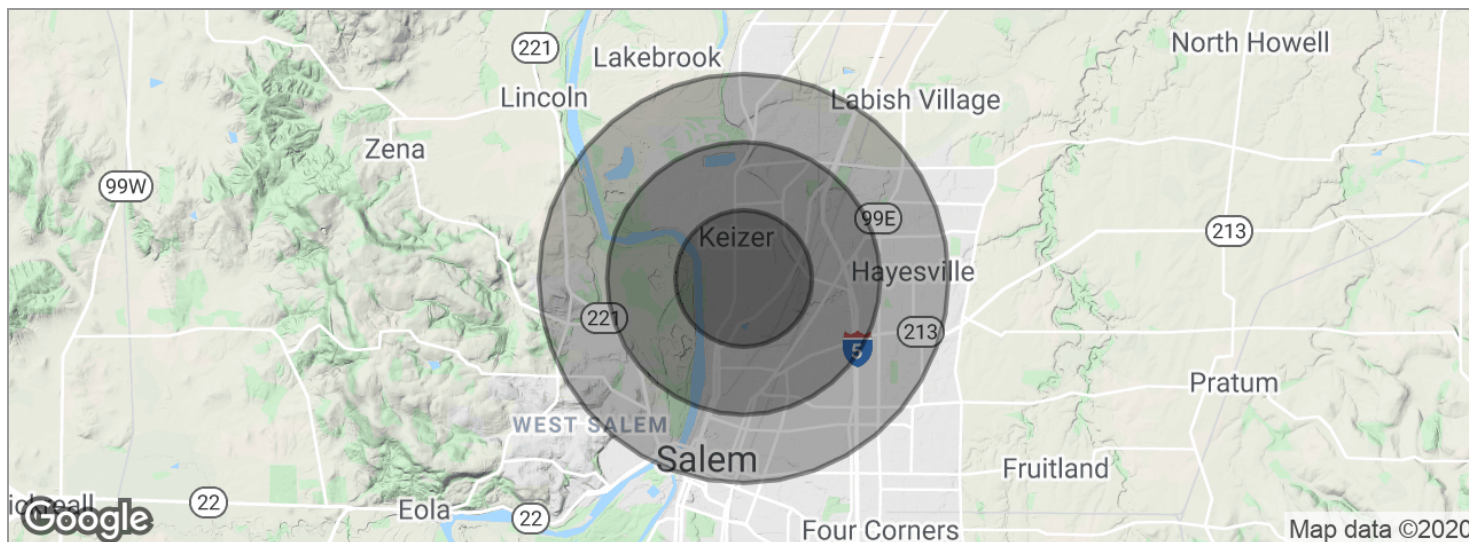 North Howell
221
Lakebrook
Lincoln
Labish Village
Zena
99W
99E
213
Keizer
Hayesville
221
213
5
Pratum
WEST SALEM
Salem
Fruitland
22
Eola
22
Four Corners
Google
Map data ©2020